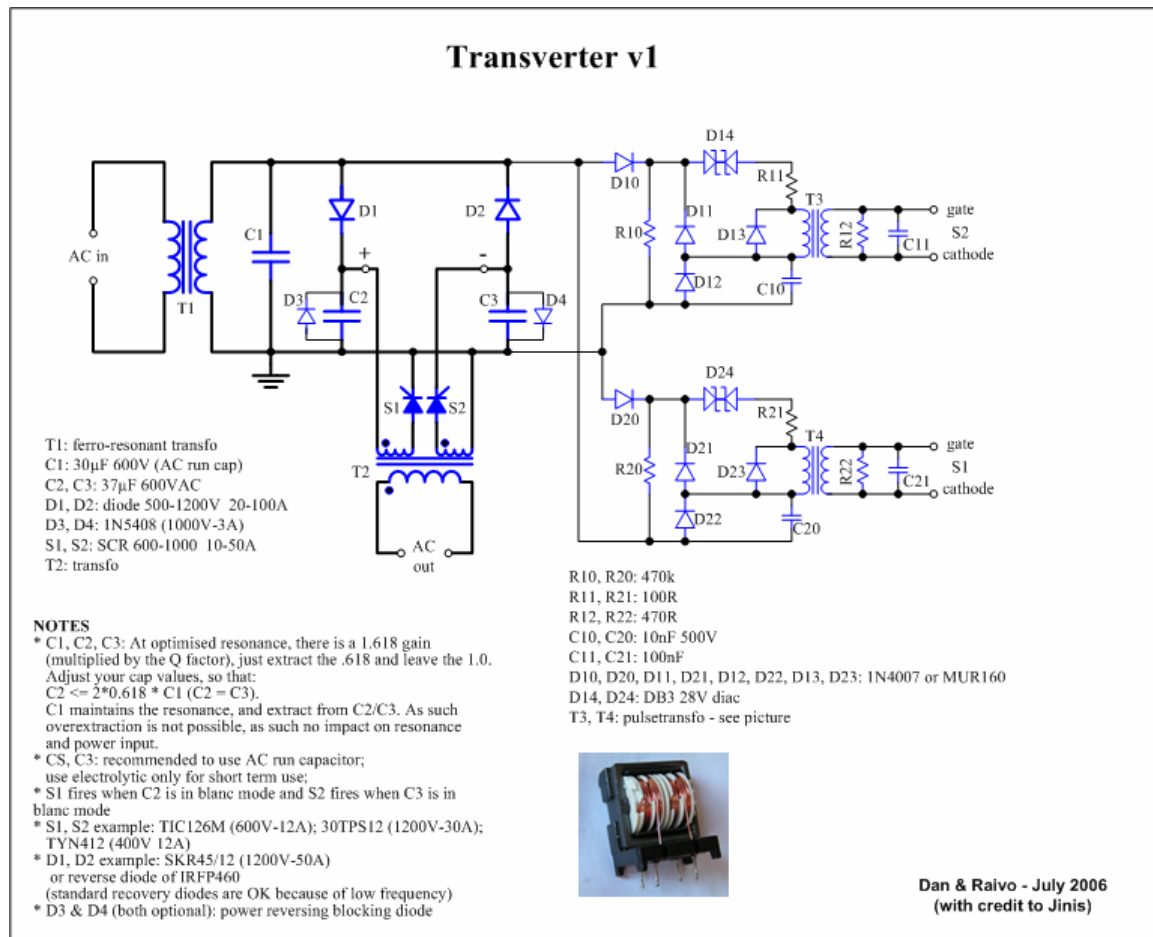 Transverter v1
AC in
T1
C1
D1
D2
+
-
D3
C2
C3
D4
S1
S2
T2
AC
out
D10
D14
R11
T3
R10
D11
D13
R12
C11
D12
C10
gate
S2
cathode
D20
D24
R21
T4
R20
D21
D23
R22
C21
D22
C20
gate
S1
cathode
T1: ferro-resonant transfo
C1: 30µF 600V (AC run cap)
C2, C3: 37µF 600VAC
D1, D2: diode 500-1200V 20-100A
D3, D4: 1N5408 (1000V-3A)
S1, S2: SCR 600-1000 10-50A
T2: transfo
R10, R20: 470k
R11, R21: 100R
R12, R22: 470R
C10, C20: 10nF 500V
C11, C21: 100nF
D10, D20, D11, D21, D12, D22, D13, D23: 1N4007 or MUR160
D14, D24: DB3 28V diac
T3, T4: pulsetransfo - see picture
NOTES
* C1, C2, C3: At optimised resonance, there is a 1.618 gain
(multiplied by the Q factor), just extract the .618 and leave the 1.0.
Adjust your cap values, so that:
C2 <= 2*0.618 * C1 (C2 = C3).
C1 maintains the resonance, and extract from C2/C3. As such
overextraction is not possible, as such no impact on resonance
and power input.
* CS, C3: recommended to use AC run capacitor;
use electrolytic only for short term use;
* S1 fires when C2 is in blanc mode and S2 fires when C3 is in
blanc mode
* S1, S2 example: TIC126M (600V-12A); 30TPS12 (1200V-30A);
TYN412 (400V 12A)
* D1, D2 example: SKR45/12 (1200V-50A)
or reverse diode of IRFP460
(standard recovery diodes are OK because of low frequency)
* D3 & D4 (both optional): power reversing blocking diode
Dan & Raivo - July 2006
(with credit to Jinis)